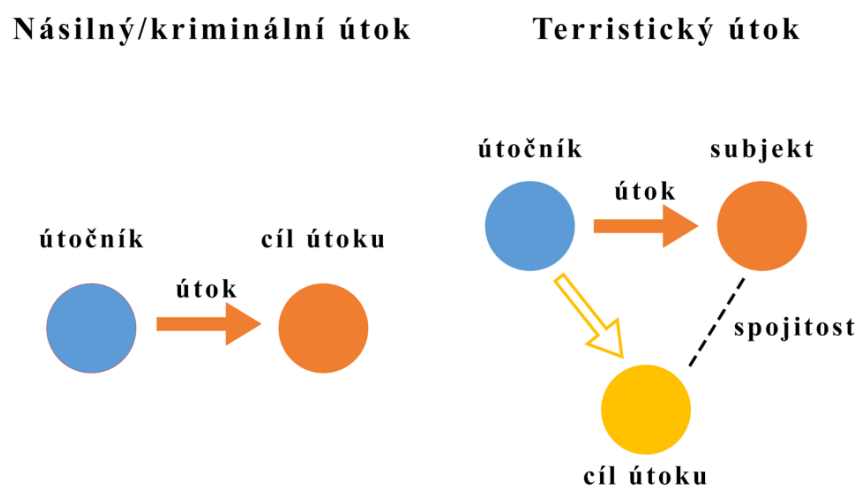 Násilný/kriminální útok
útočník
cíl útoku
útok
Terristický útok
útočník
subjekt
útok
spojitost
cíl útoku